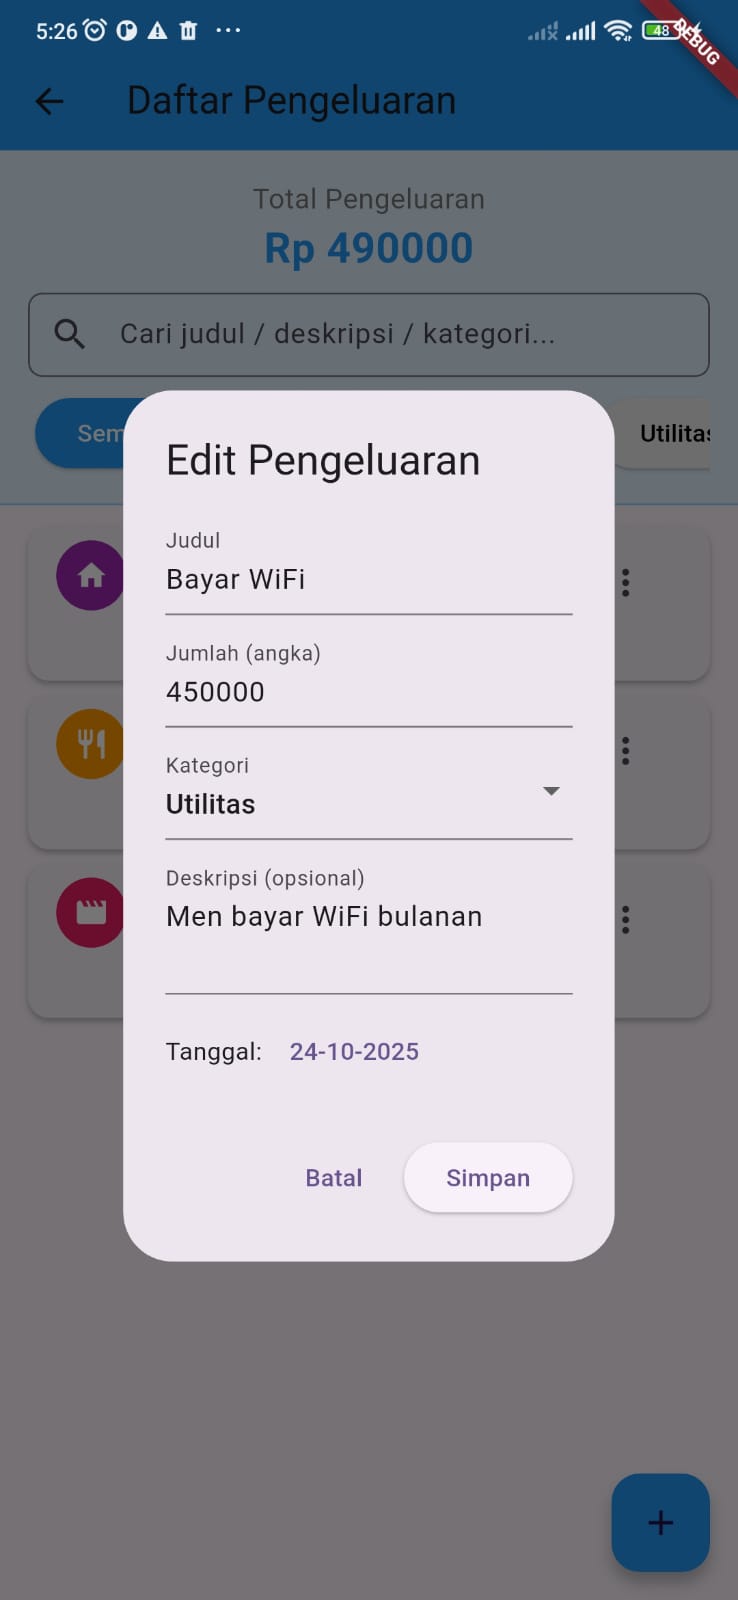 5:26
48
DEBUG
Daftar Pengeluaran
Total Pengeluaran
Rp 490000
Cari judul / deskripsi / kategori...
Sem
Utilitas
Edit Pengeluaran
Judul
Bayar WiFi
Jumlah (angka)
450000
Kategori
Utilitas
Deskripsi (opsional)
Men bayar WiFi bulanan
Tanggal: 24-10-2025
Batal
Simpan